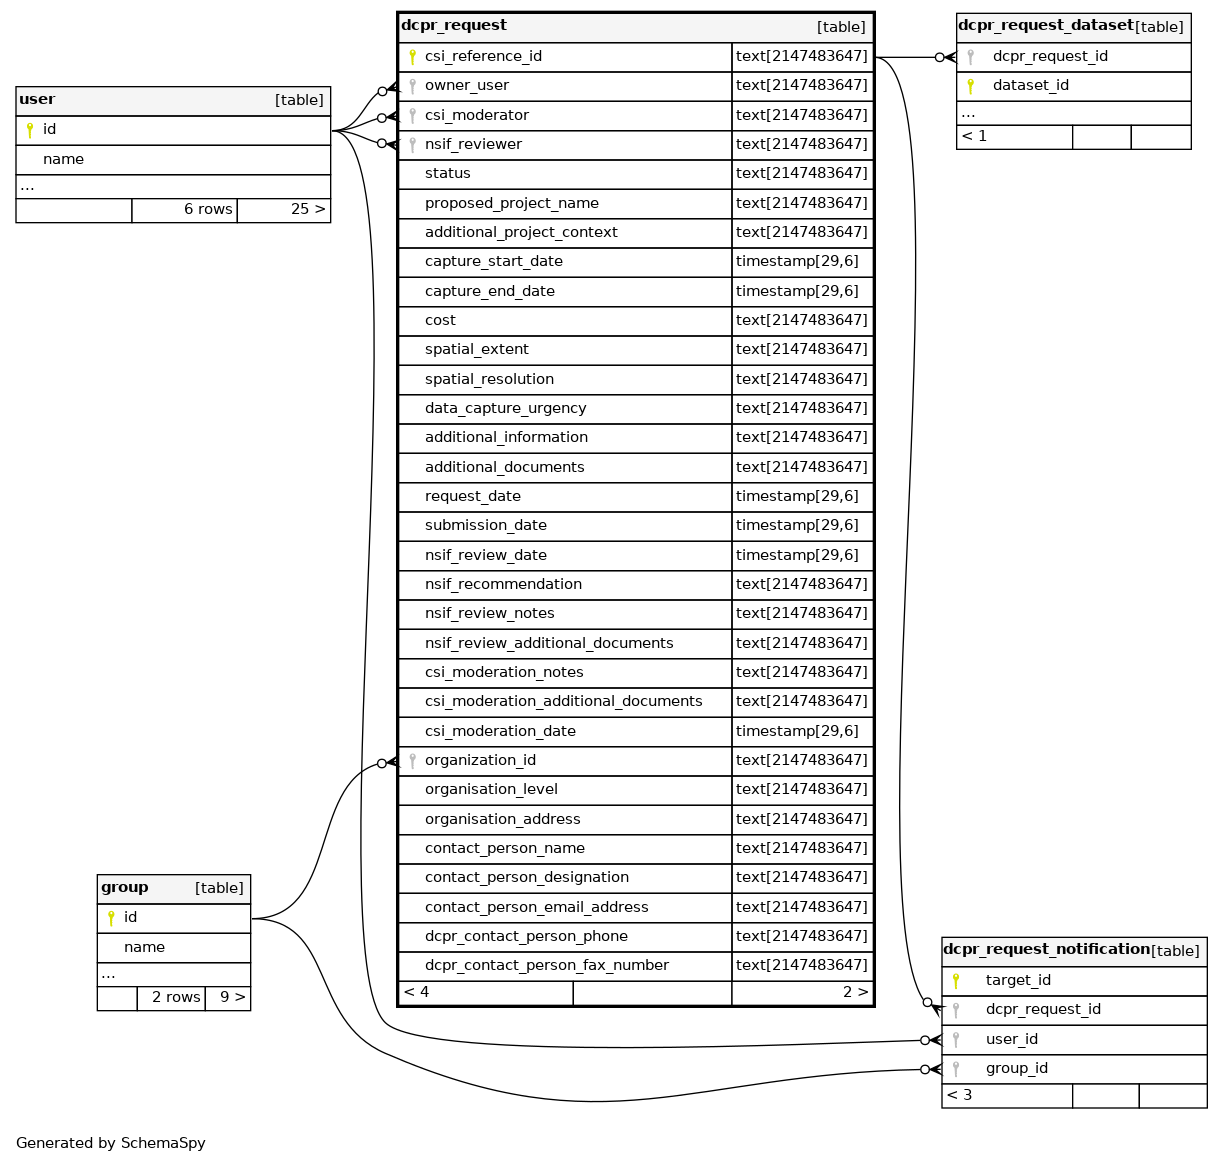 dcpr_request [table]
csi_reference_id text[2147483647]
owner_user text[2147483647]
csi_moderator text[2147483647]
nsif_reviewer text[2147483647]
status text[2147483647]
proposed_project_name text[2147483647]
additional_project_context text[2147483647]
capture_start_date timestamp[29,6]
capture_end_date timestamp[29,6]
cost text[2147483647]
spatial_extent text[2147483647]
spatial_resolution text[2147483647]
data_capture_urgency text[2147483647]
additional_information text[2147483647]
additional_documents text[2147483647]
request_date timestamp[29,6]
submission_date timestamp[29,6]
nsif_review_date timestamp[29,6]
nsif_recommendation text[2147483647]
nsif_review_notes text[2147483647]
nsif_review_additional_documents text[2147483647]
csi_moderation_notes text[2147483647]
csi_moderation_additional_documents text[2147483647]
csi_moderation_date timestamp[29,6]
organization_id text[2147483647]
organisation_level text[2147483647]
organisation_address text[2147483647]
contact_person_name text[2147483647]
contact_person_designation text[2147483647]
contact_person_email_address text[2147483647]
dcpr_contact_person_phone text[2147483647]
dcpr_contact_person_fax_number text[2147483647]
< 4 2 >
dcpr_request_dataset [table]
dcpr_request_id
dataset_id
...
< 1
user [table]
id
name
...
6 rows 25 >
group [table]
id
name
...
2 rows 9 >
dcpr_request_notification [table]
target_id
dcpr_request_id
user_id
group_id
< 3
Generated by SchemaSpy